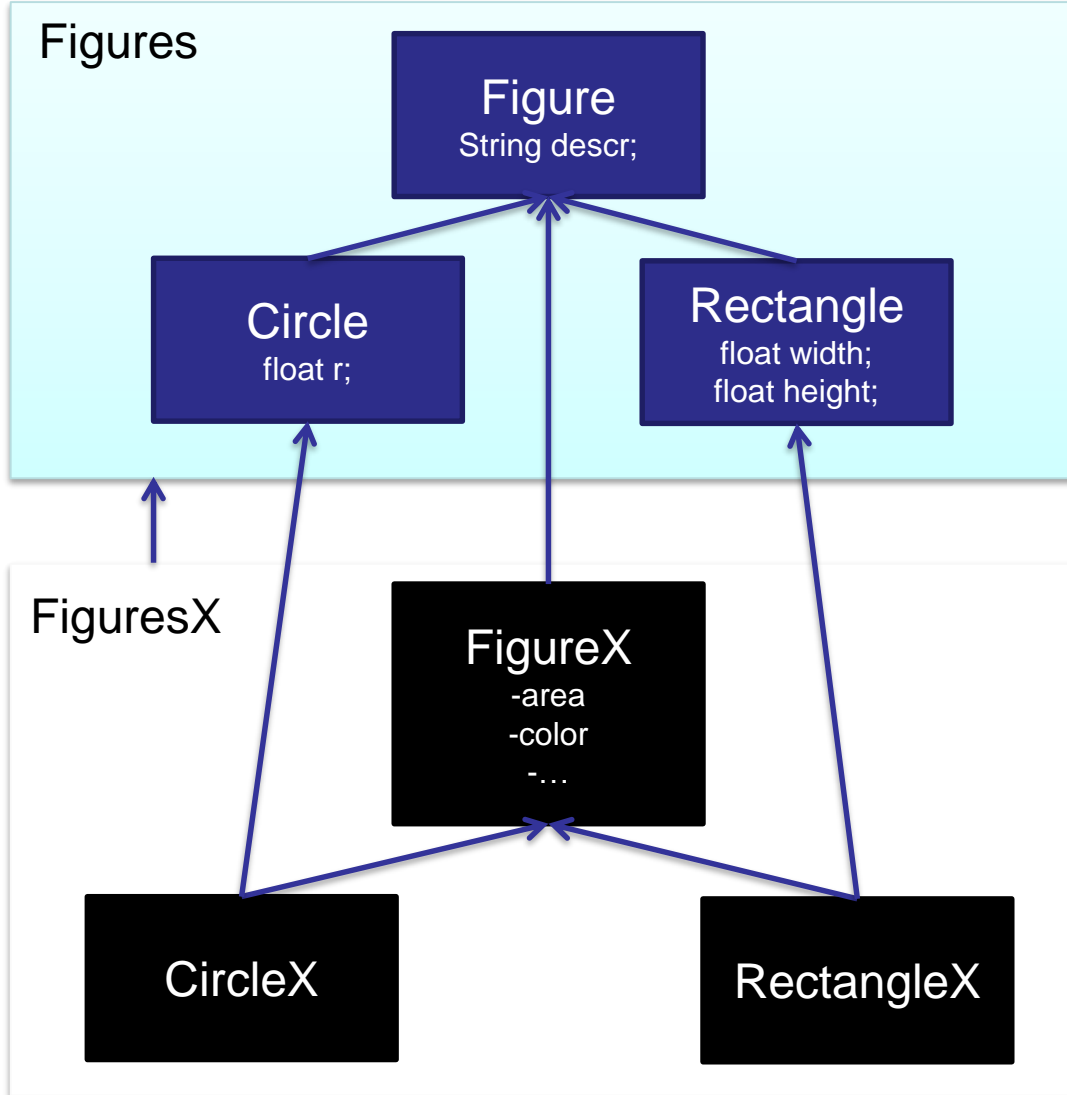 Figures
Figure
String descr;
Circle
float r;
Rectangle
float width;
float height;
FiguresX
FigureX
-area
-color
-…
CircleX
RectangleX